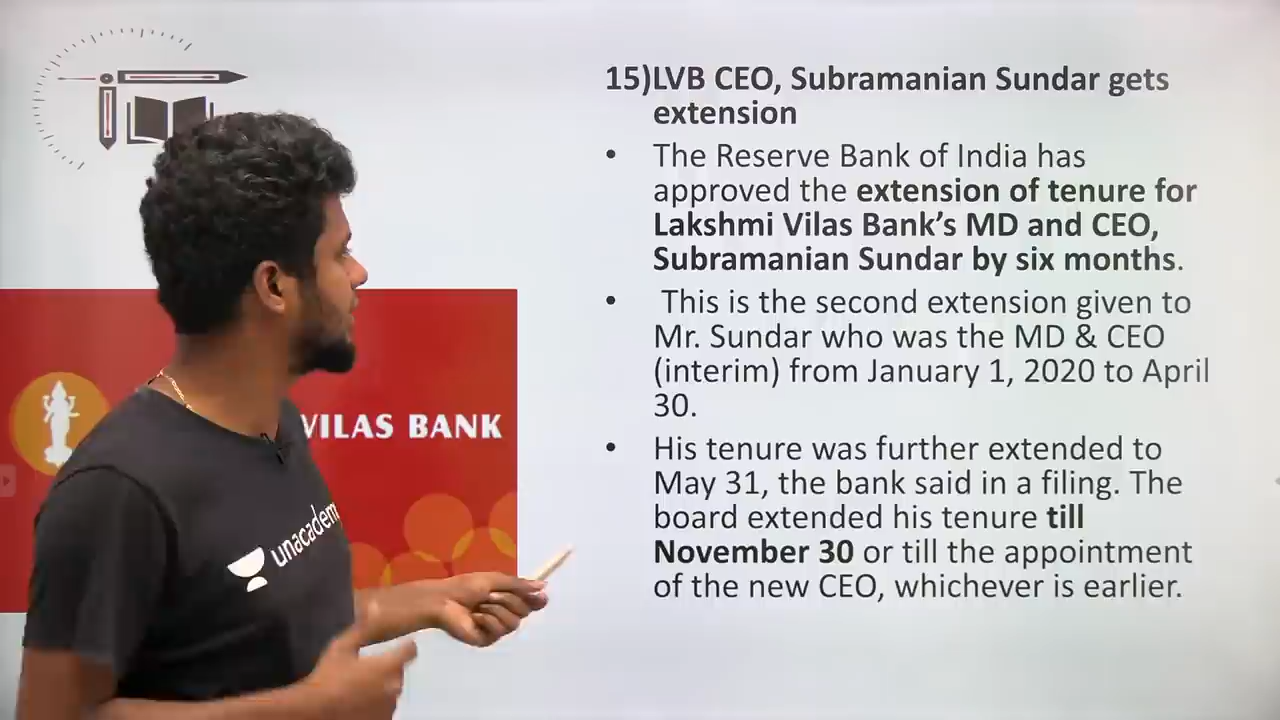 15)LVB CEO, Subramanian Sundar gets
extension
• The Reserve Bank of India has
approved the extension of tenure for
Lakshmi Vilas Bank’s MD and CEO,
Subramanian Sundar by six months.
• This is the second extension given to
Mr. Sundar who was the MD & CEO
(interim) from January 1, 2020 to April
30.
• His tenure was further extended to
May 31, the bank said in a filing. The
board extended his tenure till
November 30 or till the appointment
of the new CEO, whichever is earlier.
VILAS BANK